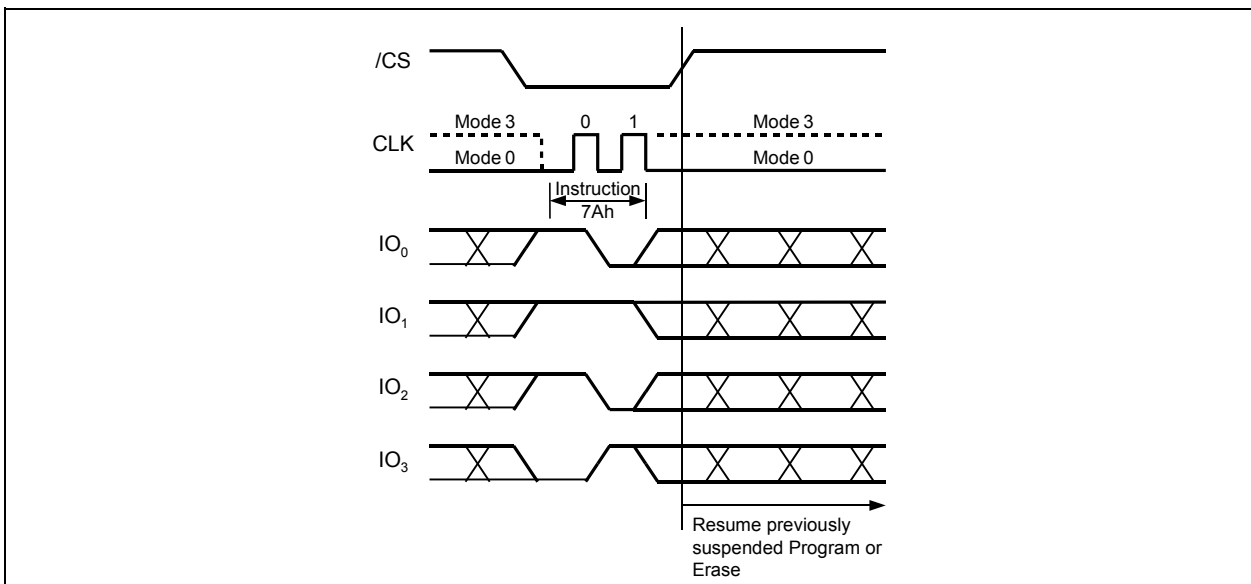 /CS
Mode 3 0 1 Mode 3
CLK
Mode 0 Mode 0
Instruction
7Ah
IO0
IO1
IO2
IO3
Resume previously
suspended Program or
Erase